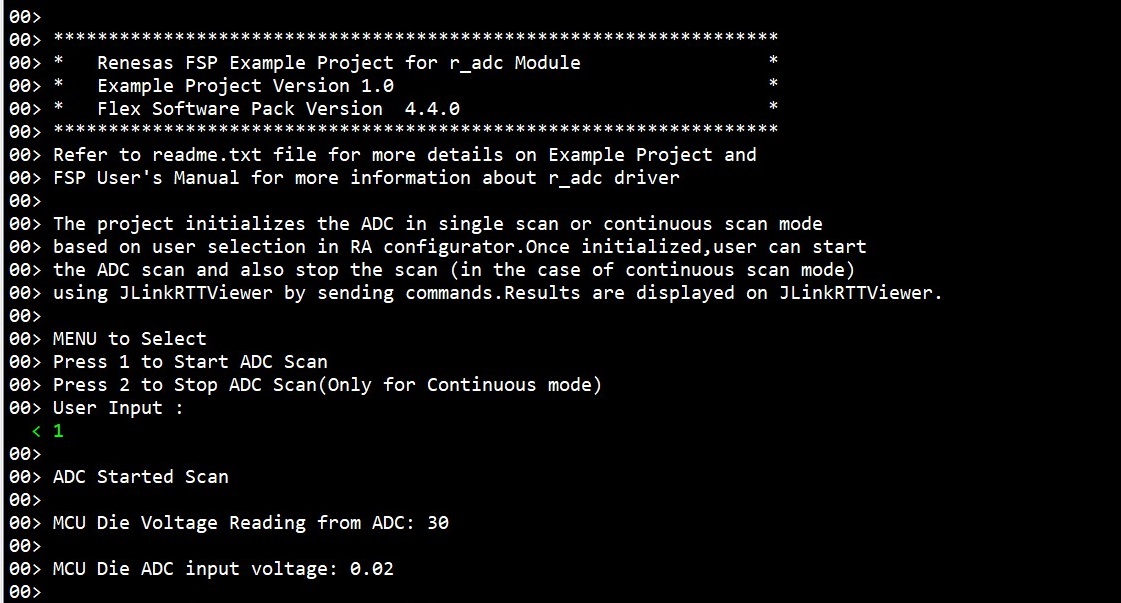 00>
00> ******************************************************************
00> *   Renesas FSP Example Project for r_adc Module                 *
00> *   Example Project Version 1.0                                  *
00> *   Flex Software Pack Version  4.4.0                            *
00> ******************************************************************
00> Refer to readme.txt file for more details on Example Project and
00> FSP User's Manual for more information about r_adc driver
00>
00> The project initializes the ADC in single scan or continuous scan mode
00> based on user selection in RA configurator.Once initialized,user can start
00> the ADC scan and also stop the scan (in the case of continuous scan mode)
00> using JLinkRTTViewer by sending commands.Results are displayed on JLinkRTTViewer.
00>
00> MENU to Select
00> Press 1 to Start ADC Scan
00> Press 2 to Stop ADC Scan(Only for Continuous mode)
00> User Input :
  < 1
00>
00> ADC Started Scan
00>
00> MCU Die Voltage Reading from ADC: 30
00>
00> MCU Die ADC input voltage: 0.02
00>